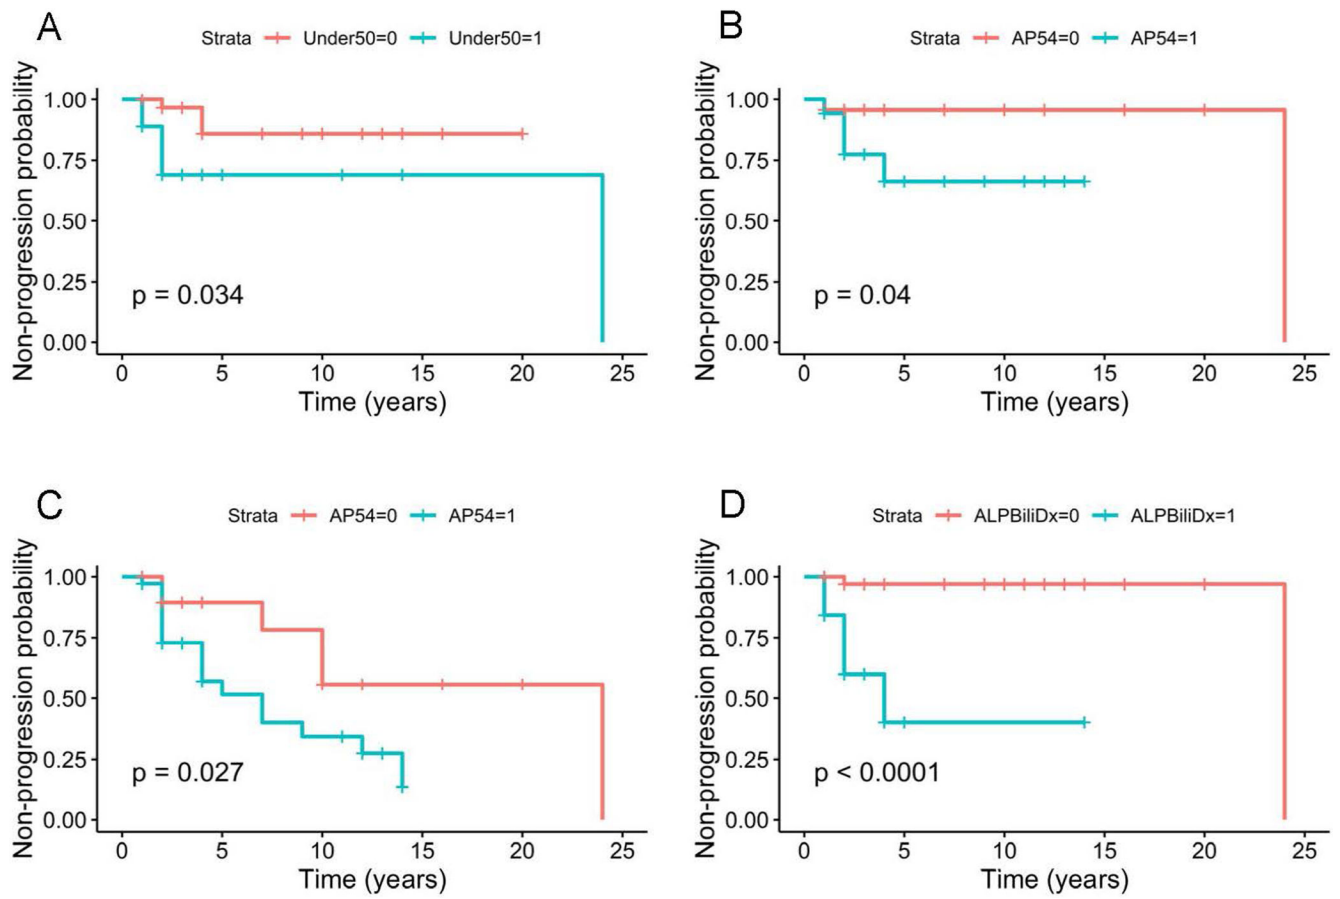 A
Strata Under50=0 Under50=1
Non-progression probability
1.00
0.75
0.50
0.25
0.00
p = 0.034
0 5 10 15 20 25
Time (years)
B
Strata AP54=0 AP54=1
Non-progression probability
1.00
0.75
0.50
0.25
0.00
p = 0.04
0 5 10 15 20 25
Time (years)
C
Strata AP54=0 AP54=1
Non-progression probability
1.00
0.75
0.50
0.25
0.00
p = 0.027
0 5 10 15 20 25
Time (years)
D
Strata ALPBiliDx=0 ALPBiliDx=1
Non-progression probability
1.00
0.75
0.50
0.25
0.00
p < 0.0001
0 5 10 15 20 25
Time (years)